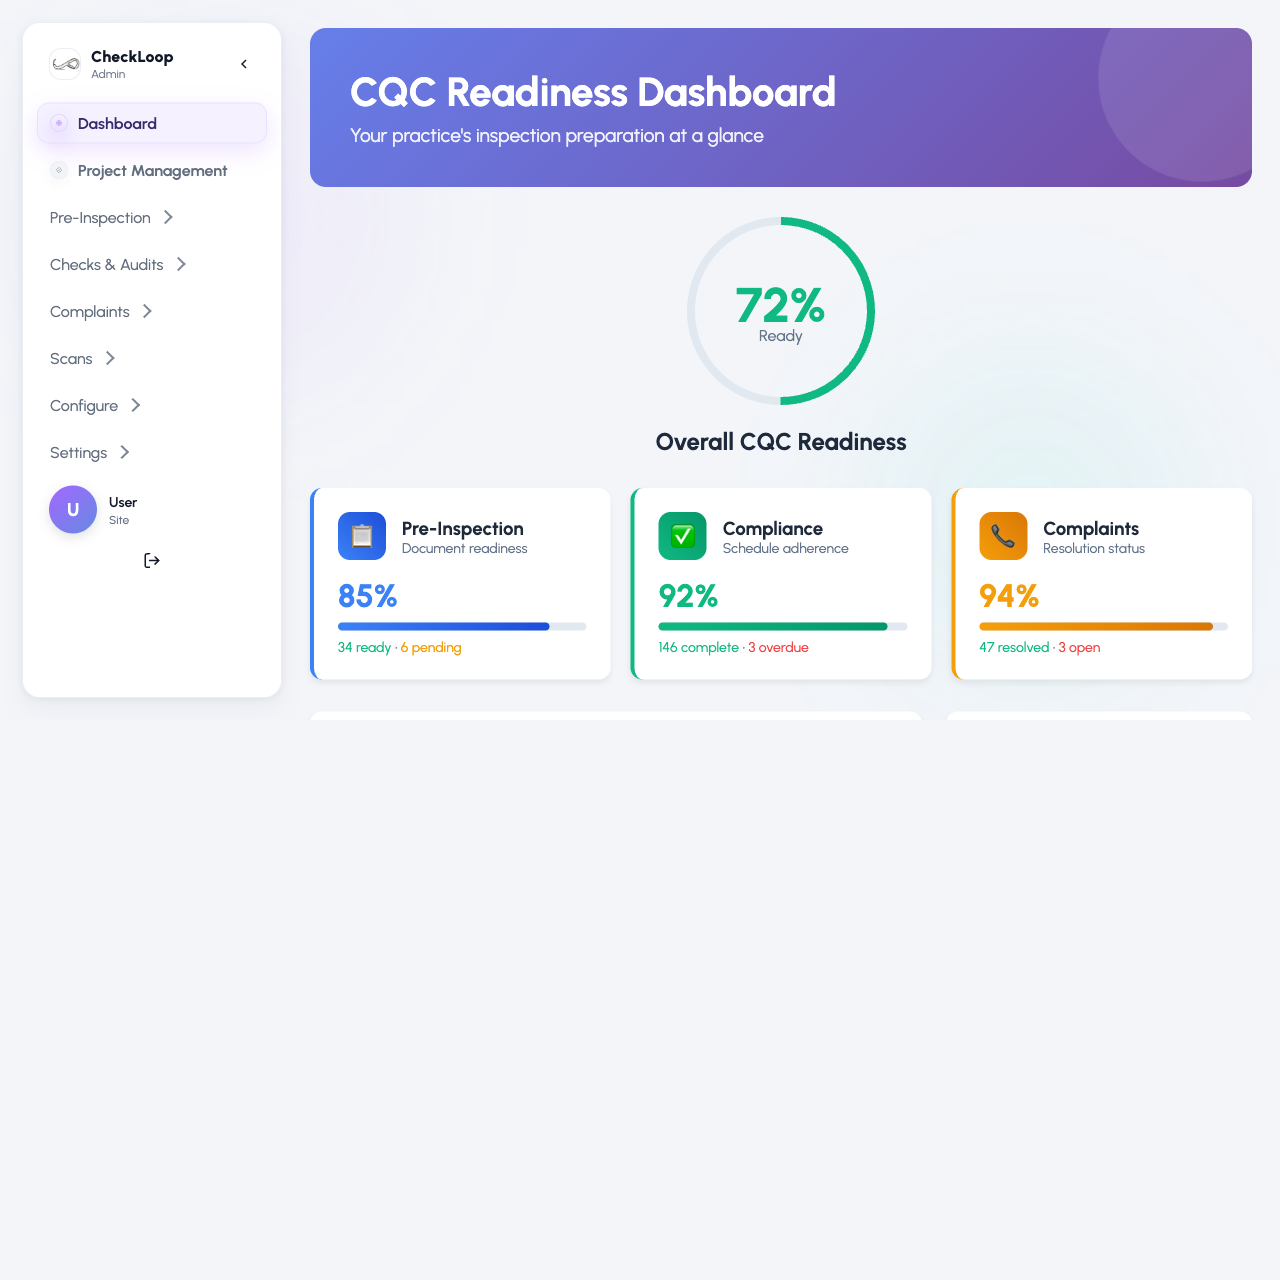 CheckLoop
Admin
Dashboard
Project Management
Pre-Inspection
Checks & Audits
Complaints
Scans
Configure
Settings
U
User
Site
CQC Readiness Dashboard
Your practice's inspection preparation at a glance
72%
Ready
Overall CQC Readiness
Pre-Inspection
Document readiness
85%
34 ready · 6 pending
Compliance
Schedule adherence
92%
146 complete · 3 overdue
Complaints
Resolution status
94%
47 resolved · 3 open